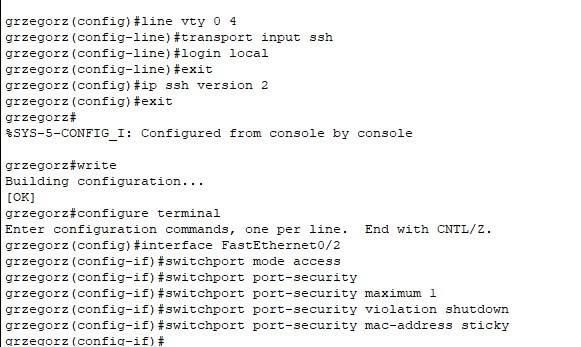 grzegorz(config)#line vty 0 4
grzegorz(config-line)#transport input ssh
grzegorz(config-line)#login local
grzegorz(config-line)#exit
grzegorz(config)#ip ssh version 2
grzegorz(config)#exit
grzegorz#
%SYS-5-CONFIG_I: Configured from console by console
grzegorz#write
Building configuration...
[OK]
grzegorz#configure terminal
Enter configuration commands, one per line.  End with CNTL/Z.
grzegorz(config)#interface FastEthernet0/2
grzegorz(config-if)#switchport mode access
grzegorz(config-if)#switchport port-security
grzegorz(config-if)#switchport port-security maximum 1
grzegorz(config-if)#switchport port-security violation shutdown
grzegorz(config-if)#switchport port-security mac-address sticky
grzegorz(config-if)#